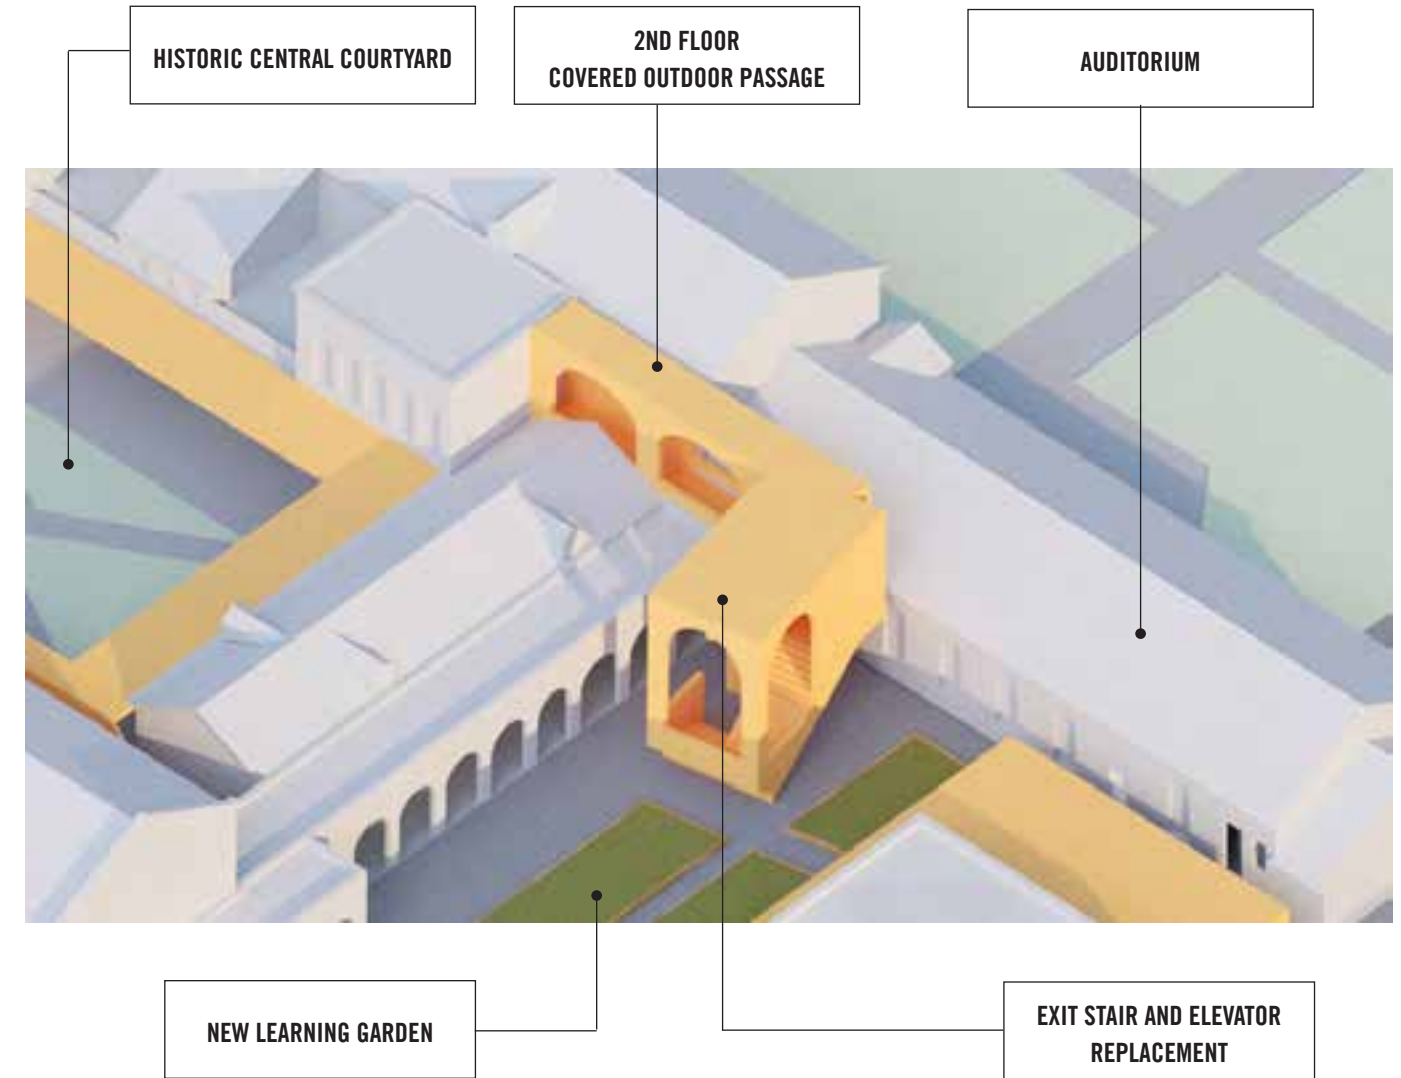 HISTORIC CENTRAL COURTYARD
2ND FLOOR
COVERED OUTDOOR PASSAGE
AUDITORIUM
NEW LEARNING GARDEN
EXIT STAIR AND ELEVATOR
REPLACEMENT